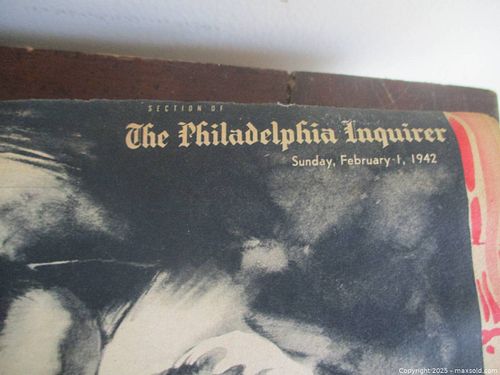 SECTION OF
The Philadelphia Inquirer
Sunday, February 1, 1942
Copyright 2025 - maxsold.com